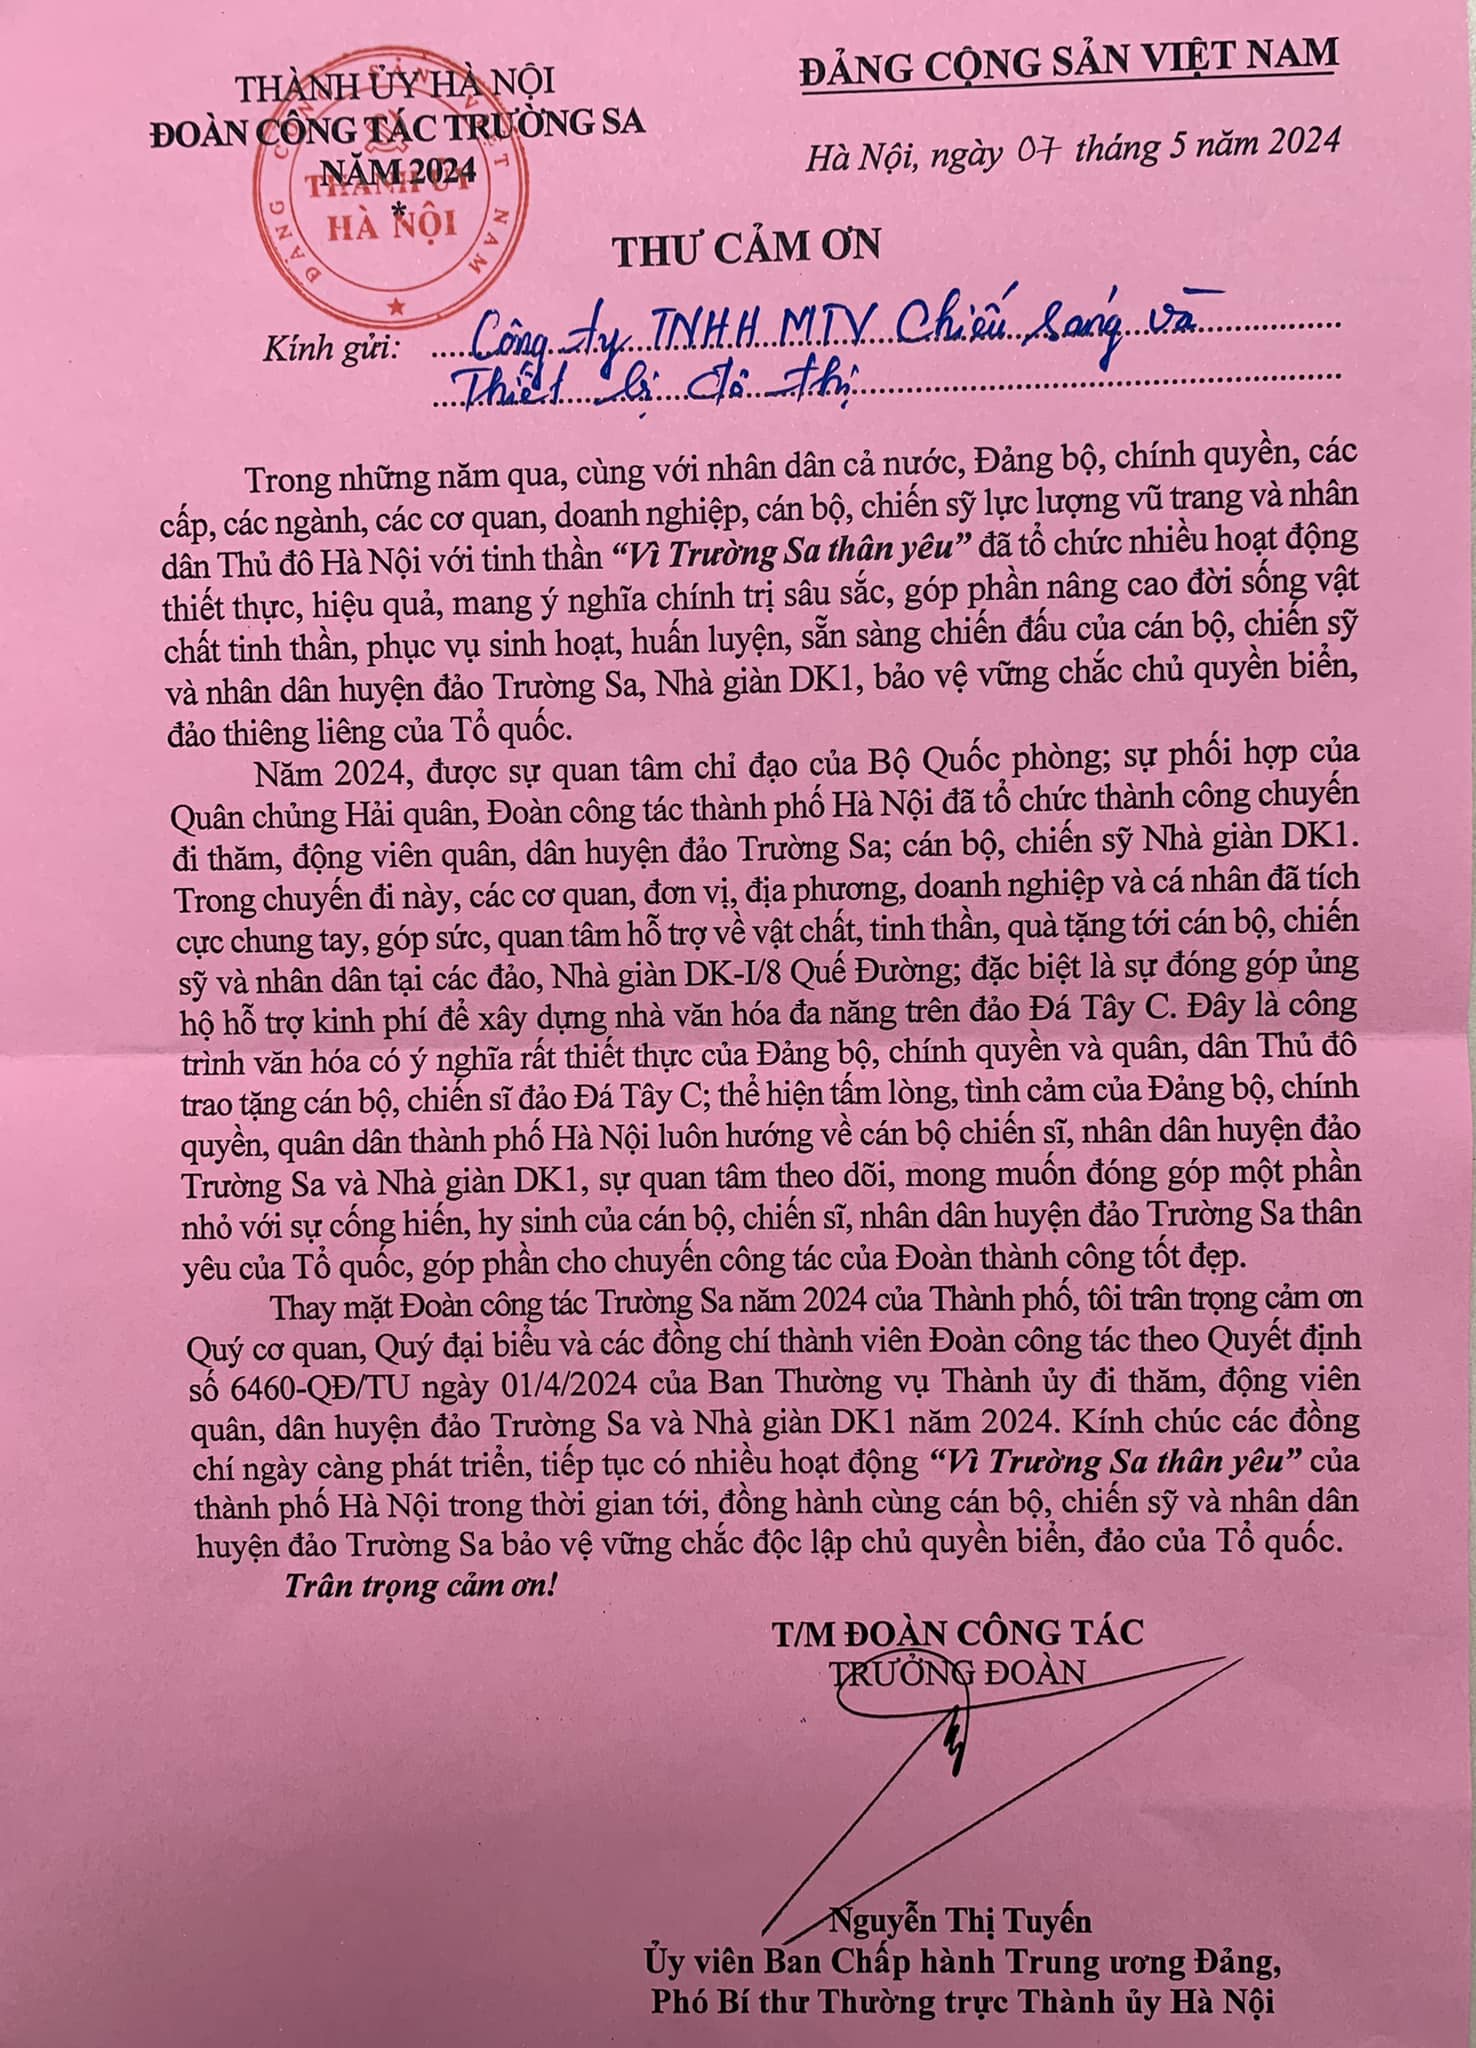 THÀNH ỦY HÀ NỘI
ĐOÀN CÔNG TÁC TRƯỜNG SA
NĂM 2024
*
ĐẢNG CỘNG SẢN VIỆT NAM
THÀNH ỦY
HÀ NỘI
ĐẢNG CỘNG SẢN VIỆT NAM
Hà Nội, ngày 07 tháng 5 năm 2024
THƯ CẢM ƠN
Kính gửi: Công ty TNHH MTV Chiếu sáng và
Thiết bị đô thị
Trong những năm qua, cùng với nhân dân cả nước, Đảng bộ, chính quyền, các
cấp, các ngành, các cơ quan, doanh nghiệp, cán bộ, chiến sỹ lực lượng vũ trang và nhân
dân Thủ đô Hà Nội với tinh thần “Vì Trường Sa thân yêu” đã tổ chức nhiều hoạt động
thiết thực, hiệu quả, mang ý nghĩa chính trị sâu sắc, góp phần nâng cao đời sống vật
chất tinh thần, phục vụ sinh hoạt, huấn luyện, sẵn sàng chiến đấu của cán bộ, chiến sỹ
và nhân dân huyện đảo Trường Sa, Nhà giàn DK1, bảo vệ vững chắc chủ quyền biển,
đảo thiêng liêng của Tổ quốc.
Năm 2024, được sự quan tâm chỉ đạo của Bộ Quốc phòng; sự phối hợp của
Quân chủng Hải quân, Đoàn công tác thành phố Hà Nội đã tổ chức thành công chuyến
đi thăm, động viên quân, dân huyện đảo Trường Sa; cán bộ, chiến sỹ Nhà giàn DK1.
Trong chuyến đi này, các cơ quan, đơn vị, địa phương, doanh nghiệp và cá nhân đã tích
cực chung tay, góp sức, quan tâm hỗ trợ về vật chất, tinh thần, quà tặng tới cán bộ, chiến
sỹ và nhân dân tại các đảo, Nhà giàn DK-I/8 Quế Đường; đặc biệt là sự đóng góp ủng
hộ hỗ trợ kinh phí để xây dựng nhà văn hóa đa năng trên đảo Đá Tây C. Đây là công
trình văn hóa có ý nghĩa rất thiết thực của Đảng bộ, chính quyền và quân, dân Thủ đô
trao tặng cán bộ, chiến sĩ đảo Đá Tây C; thể hiện tấm lòng, tình cảm của Đảng bộ, chính
quyền, quân dân thành phố Hà Nội luôn hướng về cán bộ chiến sĩ, nhân dân huyện đảo
Trường Sa và Nhà giàn DK1, sự quan tâm theo dõi, mong muốn đóng góp một phần
nhỏ với sự cống hiến, hy sinh của cán bộ, chiến sĩ, nhân dân huyện đảo Trường Sa thân
yêu của Tổ quốc, góp phần cho chuyến công tác của Đoàn thành công tốt đẹp.
Thay mặt Đoàn công tác Trường Sa năm 2024 của Thành phố, tôi trân trọng cảm ơn
Quý cơ quan, Quý đại biểu và các đồng chí thành viên Đoàn công tác theo Quyết định
số 6460-QĐ/TU ngày 01/4/2024 của Ban Thường vụ Thành ủy đi thăm, động viên
quân, dân huyện đảo Trường Sa và Nhà giàn DK1 năm 2024. Kính chúc các đồng
chí ngày càng phát triển, tiếp tục có nhiều hoạt động “Vì Trường Sa thân yêu” của
thành phố Hà Nội trong thời gian tới, đồng hành cùng cán bộ, chiến sỹ và nhân dân
huyện đảo Trường Sa bảo vệ vững chắc độc lập chủ quyền biển, đảo của Tổ quốc.
Trân trọng cảm ơn!
T/M ĐOÀN CÔNG TÁC
TRƯỞNG ĐOÀN
Nguyễn Thị Tuyến
Ủy viên Ban Chấp hành Trung ương Đảng,
Phó Bí thư Thường trực Thành ủy Hà Nội